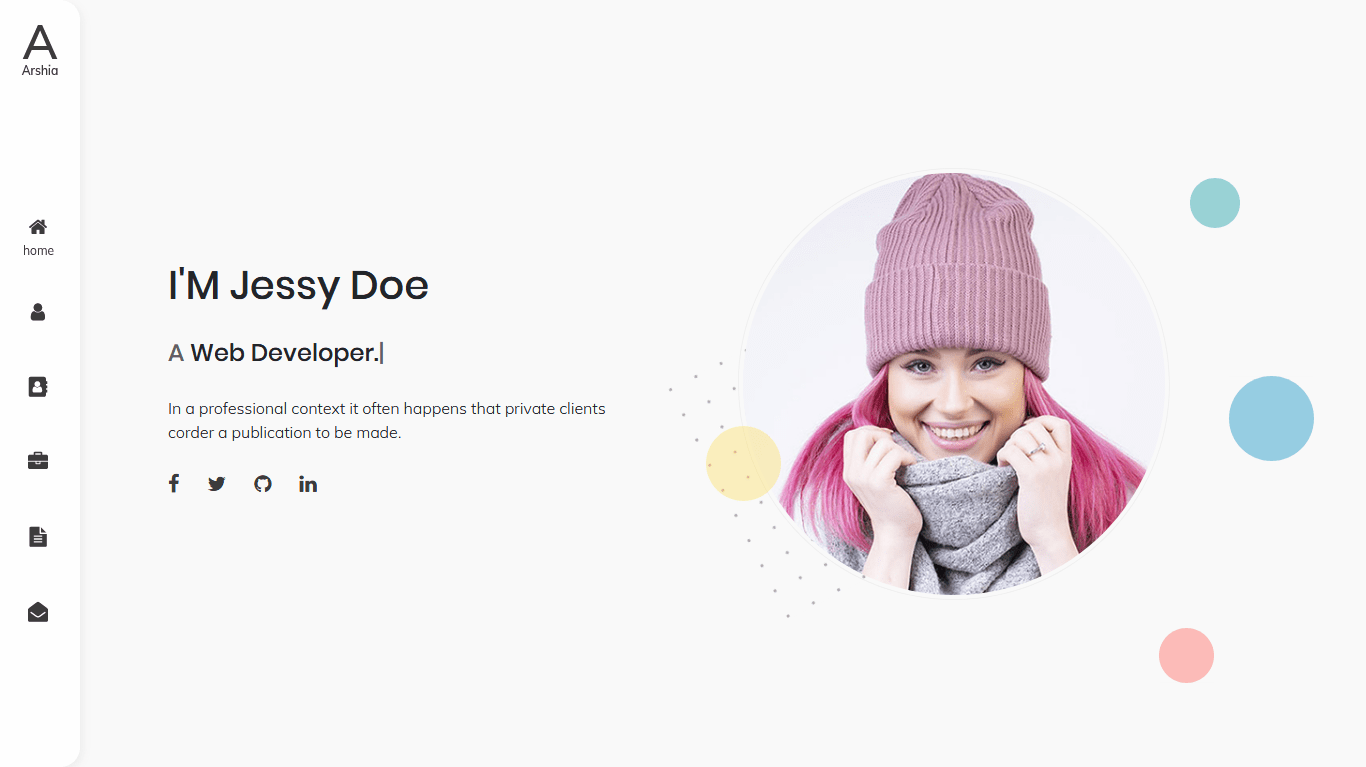 A
Arshia
home
I'M Jessy Doe
A Web Developer.|
In a professional context it often happens that private clients
corder a publication to be made.